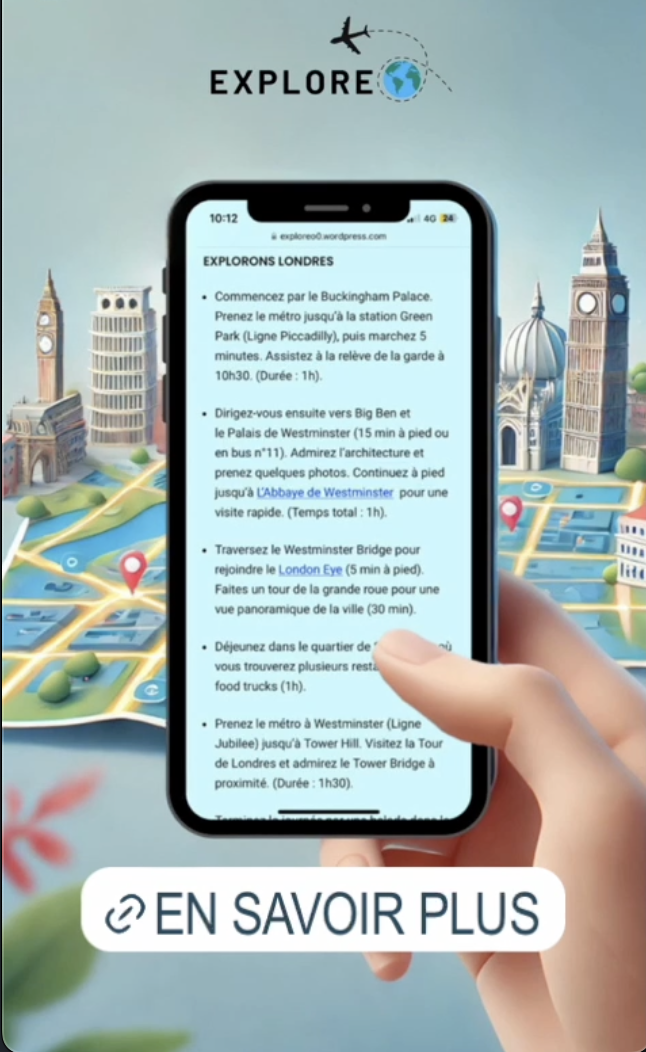 EXPLORE
10:12
4G 24
exploreo0.wordpress.com
EXPLORONS LONDRES
• Commencez par le Buckingham Palace.
Prenez le métro jusqu'à la station Green
Park (Ligne Piccadilly), puis marchez 5
minutes. Assistez à la relève de la garde à
10h30. (Durée : 1h).
• Dirigez-vous ensuite vers Big Ben et
le Palais de Westminster (15 min à pied ou
en bus n°11). Admirez l'architecture et
prenez quelques photos. Continuez à pied
jusqu'à L'Abbaye de Westminster pour une
visite rapide. (Temps total : 1h).
• Traversez le Westminster Bridge pour
rejoindre le London Eye (5 min à pied).
Faites un tour de la grande roue pour une
vue panoramique de la ville (30 min).
• Déjeunez dans le quartier de
vous trouverez plusieurs
food trucks (1h).
• Prenez le métro à Westminster (Ligne
Jubilee) jusqu'à Tower Hill. Visitez la Tour
de Londres et admirez le Tower Bridge à
proximité. (Durée : 1h30).
EN SAVOIR PLUS